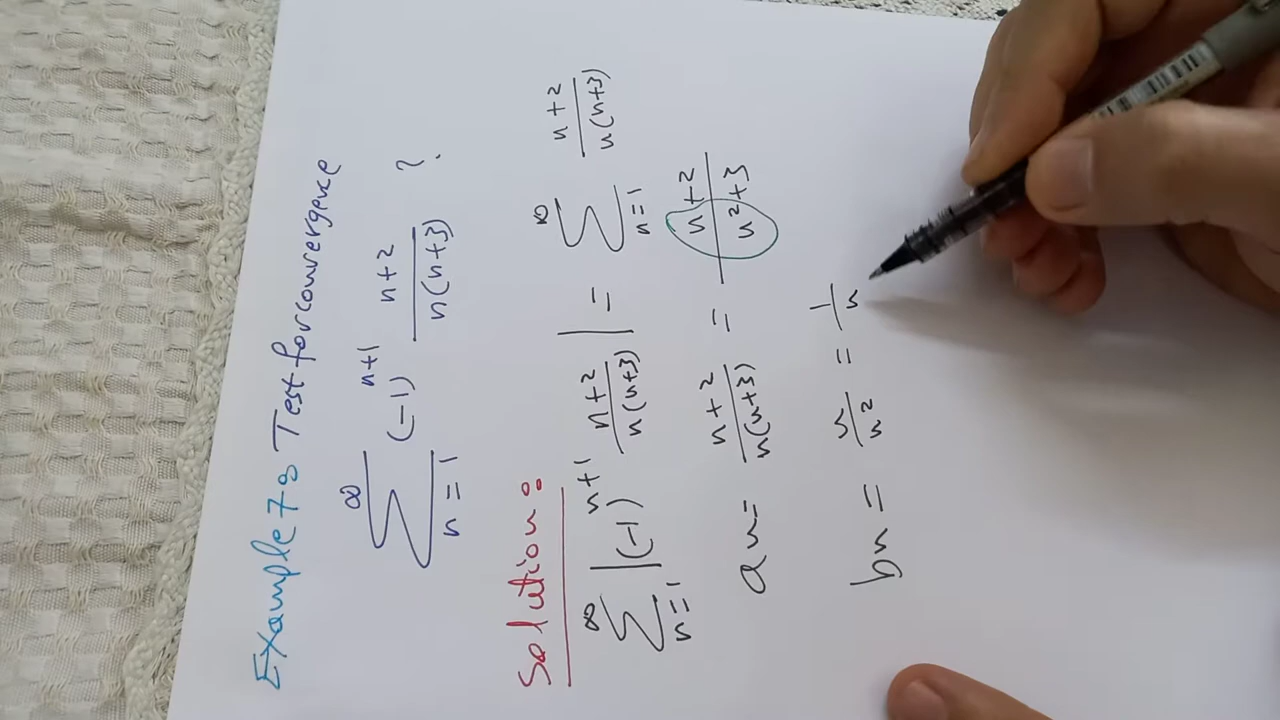 Example 7: Test for convergence
∞ ∑ n=1 (-1)^(n+1) (n+2)/(n(n+3)) ?
Solution:
∞ ∑ n=1 |(-1)^(n+1) (n+2)/(n(n+3))| = ∞ ∑ n=1 (n+2)/(n(n+3))
an = (n+2)/(n(n+3)) = (n+2)/(n²+3)
bn = n/n² = 1/n